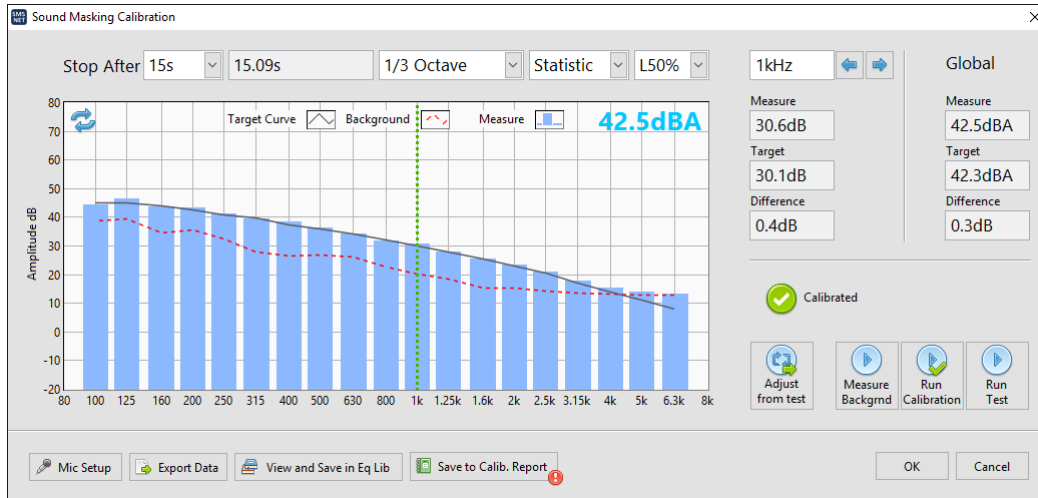 SMS NET Sound Masking Calibration
Stop After 15s 15.09s 1/3 Octave Statistic L50% 1kHz Global
Target Curve Background Measure 42.5dBA
Amplitude dB
80
70
60
50
40
30
20
10
0
-10
-20
80 100 125 160 200 250 315 400 500 630 800 1k 1.25k 1.6k 2k 2.5k 3.15k 4k 5k 6.3k 8k
Measure Measure
30.6dB 42.5dBA
Target Target
30.1dB 42.3dBA
Difference Difference
0.4dB 0.3dB
Calibrated
Adjust
from test
Measure
Backgrnd
Run
Calibration
Run
Test
Mic Setup Export Data View and Save in Eq Lib Save to Calib. Report OK Cancel